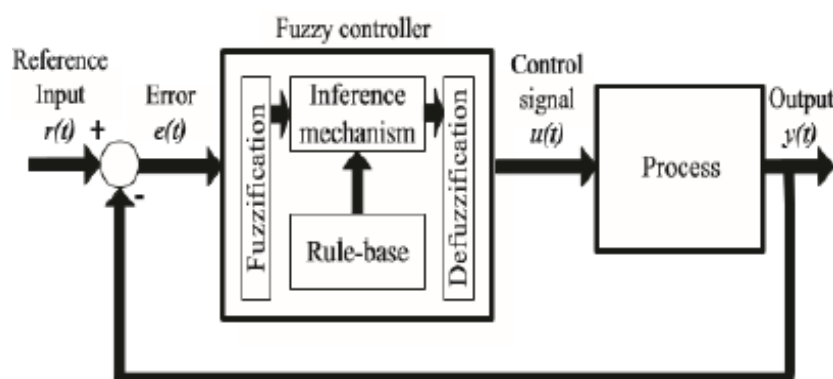 Fuzzy controller
Reference
Input
r(t)
+
-
Error
e(t)
Fuzzification
Inference
mechanism
Rule-base
Defuzzification
Control
signal
u(t)
Process
Output
y(t)